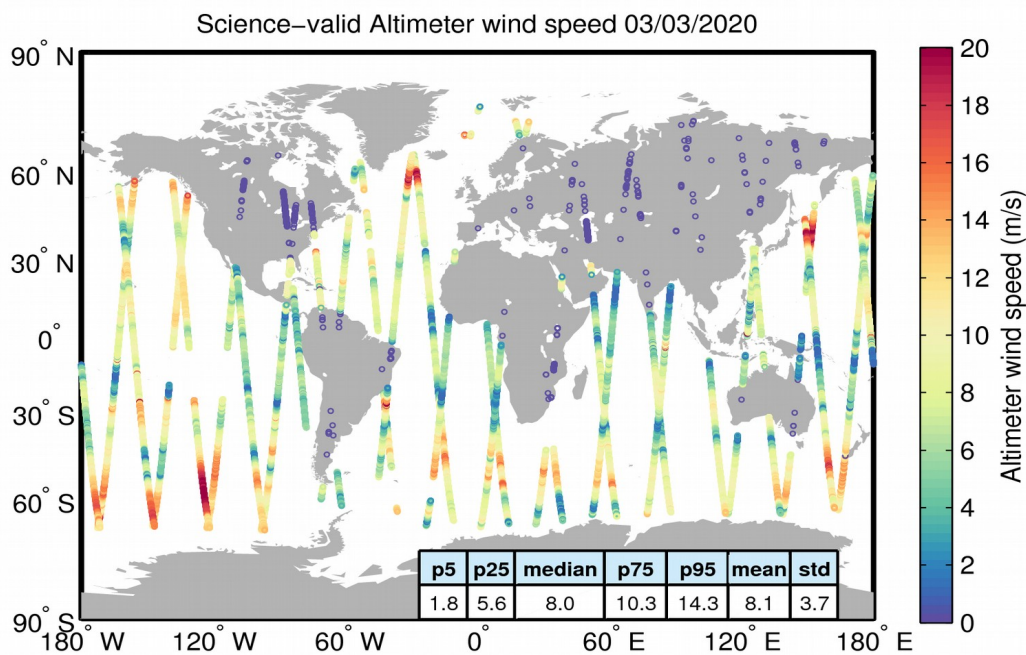 Science−valid Altimeter wind speed 03/03/2020
90° N
60° N
30° N
0°
30° S
60° S
90° S
180° W
120° W
60° W
0°
60° E
120° E
180° E
p5 p25 median p75 p95 mean std
1.8 5.6 8.0 10.3 14.3 8.1 3.7
20
18
16
14
12
10
8
6
4
2
0
Altimeter wind speed (m/s)